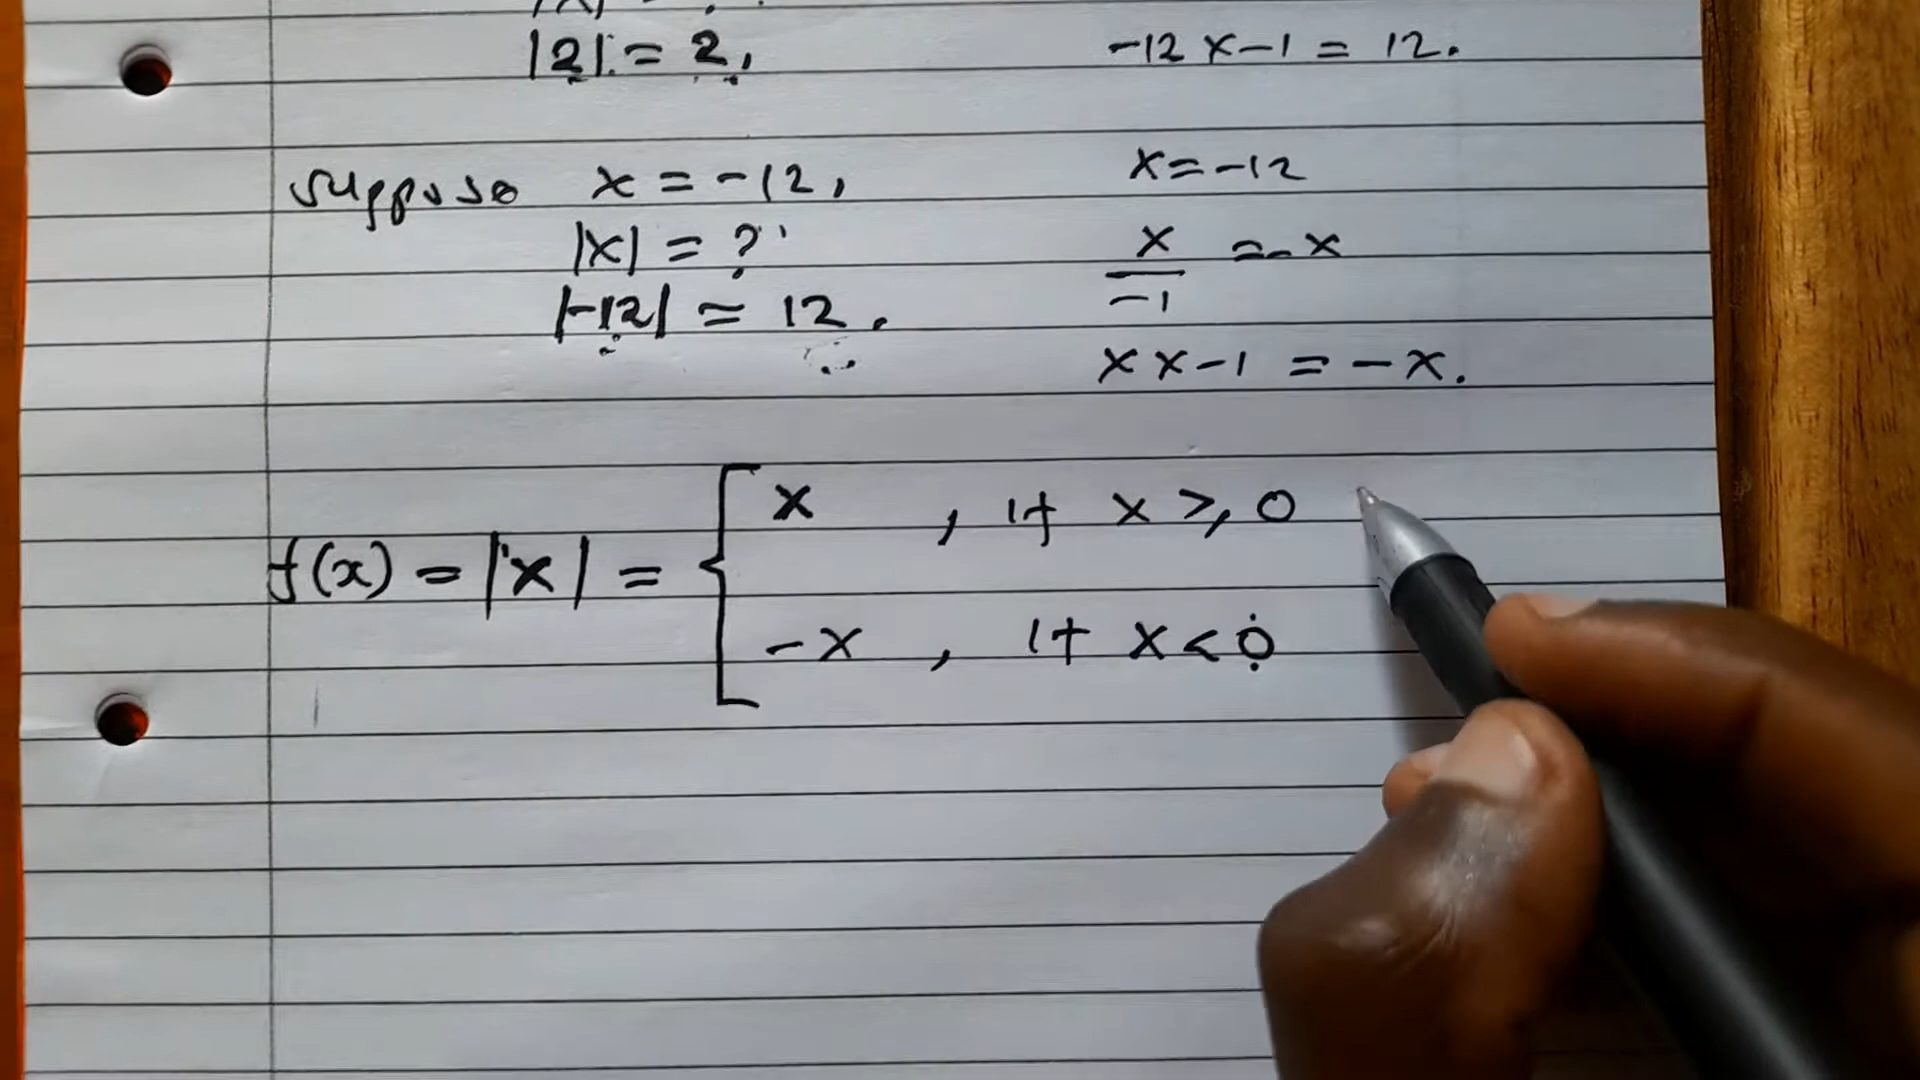 |x| = ?
|2| = 2,
-12 x -1 = 12.
suppose x = -12,
x = -12
|x| = ?
x/-1 = -x
|-12| = 12.
x x -1 = -x.
x , if x ≥ 0
f(x) = |x| =
-x , if x < 0